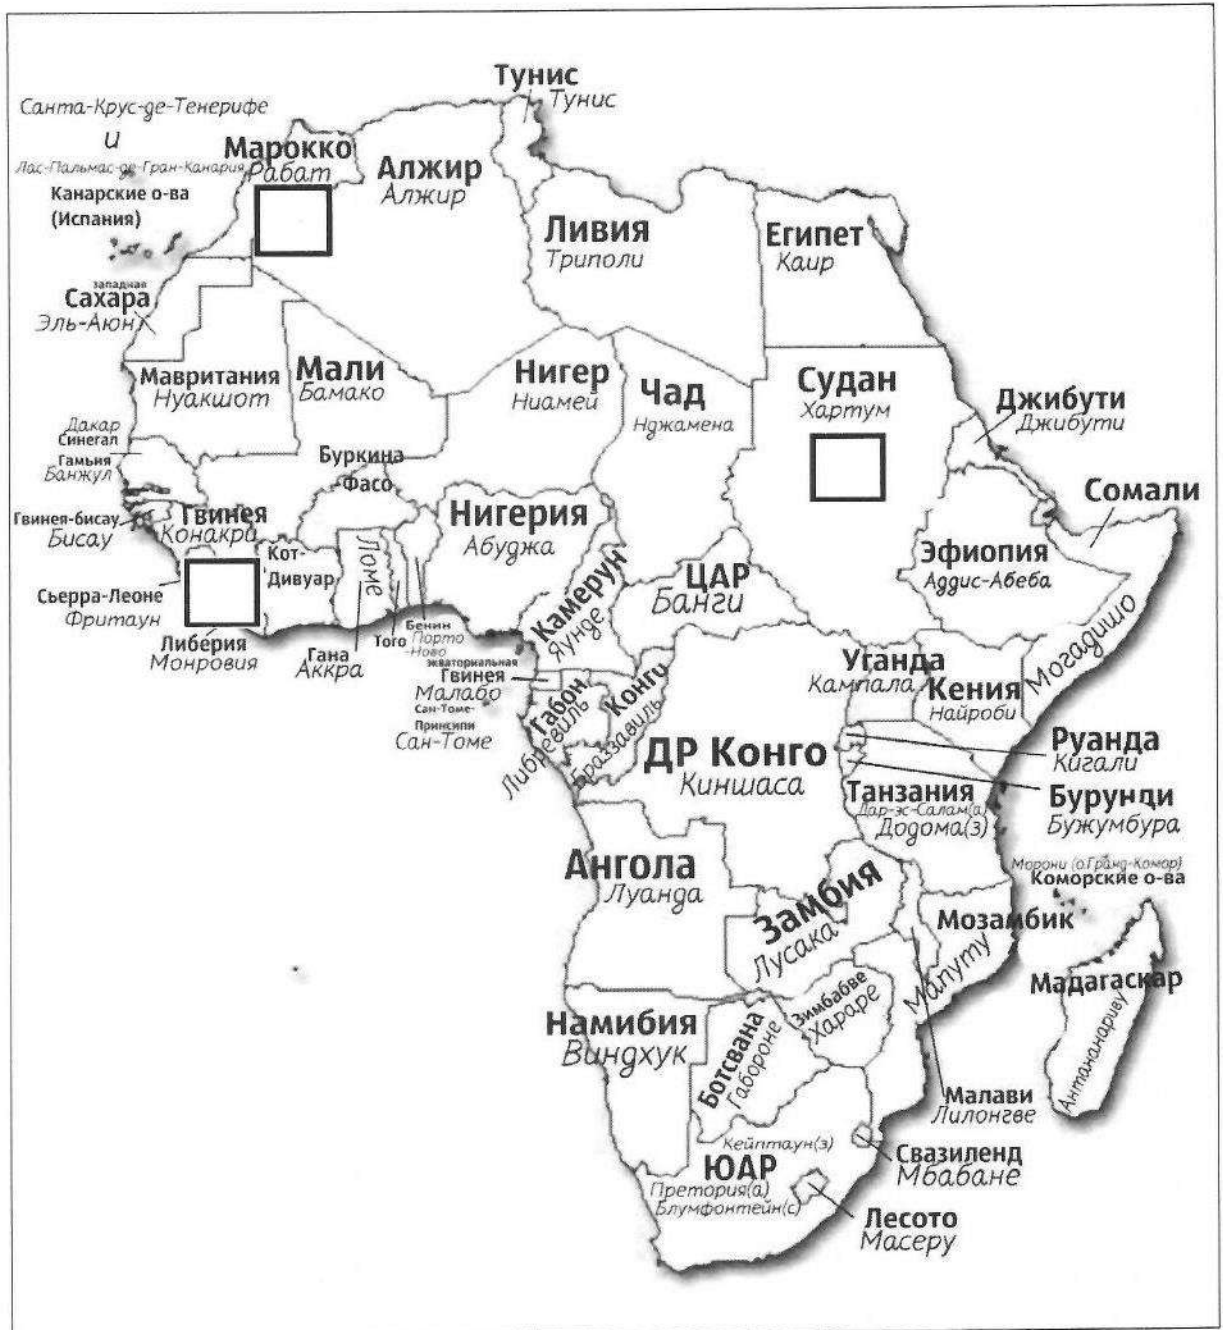 Тунис
Тунис
Санта-Крус-де-Тенерифе
и
Лас-Пальмас-де-Гран-Канария
Канарские о-ва
(Испания)
Марокко
Рабат
Алжир
Алжир
Ливия
Триполи
Египет
Каир
западная
Сахара
Эль-Аюн
Мавритания
Нуакшот
Мали
Бамако
Нигер
Ниамей
Чад
Нджамена
Судан
Хартум
Джибути
Джибути
Дакар
Синегал
Гамьия
Банжул
Буркина
Фасо
Сомали
Могадишо
Гвинея-бисау
Бисау
Гвинея
Конакри
Кот-
Дивуар
Ломе
Нигерия
Абуджа
Камерун
Яунде
ЦАР
Банги
Эфиопия
Аддис-Абеба
Сьерра-Леоне
Фритаун
Либерия
Монровия
Гана
Аккра
Того
Бенин
Порто
-Ново
экваториальная
Гвинея
Малабо
Сан-Томе-
Принсипи
Сан-Томе
Габон
Либревиль
Конго
Браззавиль
ДР Конго
Киншаса
Уганда
Кампала
Кения
Найроби
Руанда
Кигали
Бурунди
Бужумбура
Танзания
Дар-эс-Салам(а)
Додома(з)
Морони (о.Гранд-Комор)
Коморские о-ва
Ангола
Луанда
Замбия
Лусака
Мозамбик
Мапуту
Мадагаскар
Антананариву
Намибия
Виндхук
Ботсвана
Габороне
Зимбабве
Хараре
Малави
Лилонгве
Кейптаун(з)
ЮАР
Претория(а)
Блумфонтейн(с)
Свазиленд
Мбабане
Лесото
Масеру